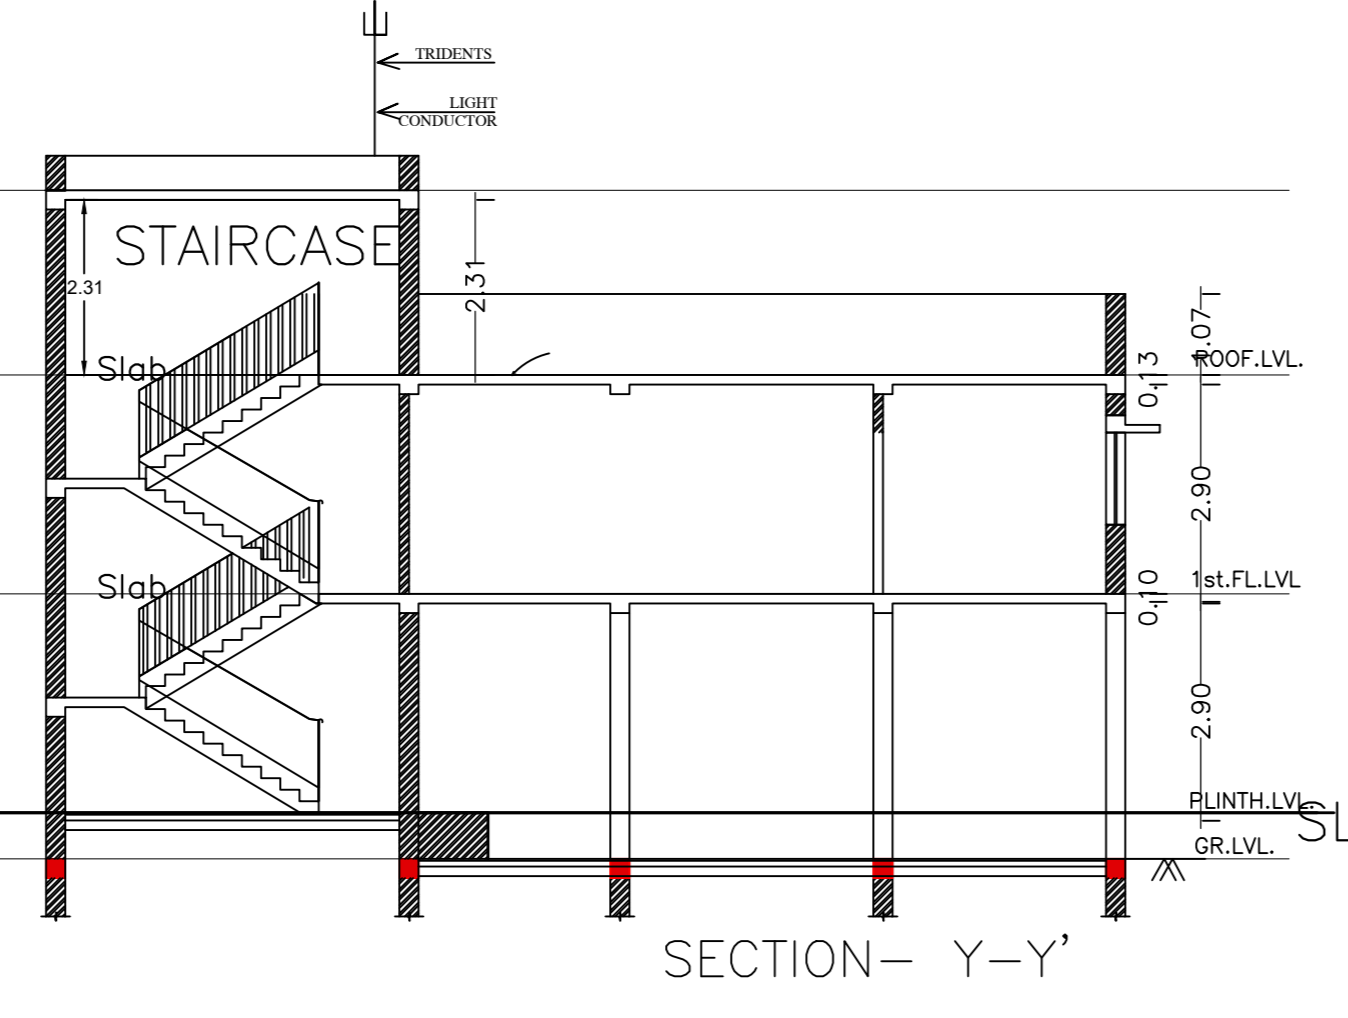 TRIDENTS
LIGHT
CONDUCTOR
STAIRCASE
2.31
2.31
1.07
Slab
0.13
ROOF.LVL.
2.90
Slab
0.10
1st.FL.LVL
2.90
PLINTH.LVL.
SL
GR.LVL.
SECTION- Y-Y'